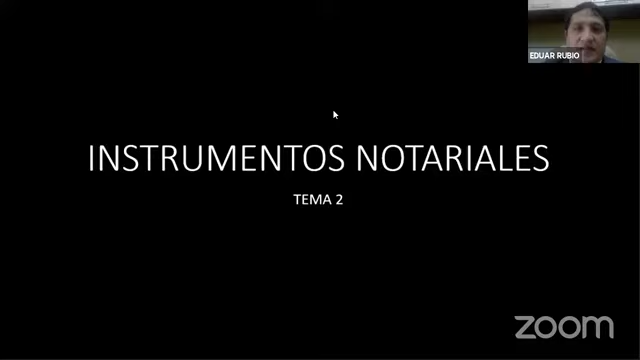 EDUAR RUBIO
INSTRUMENTOS NOTARIALES
TEMA 2
zoom